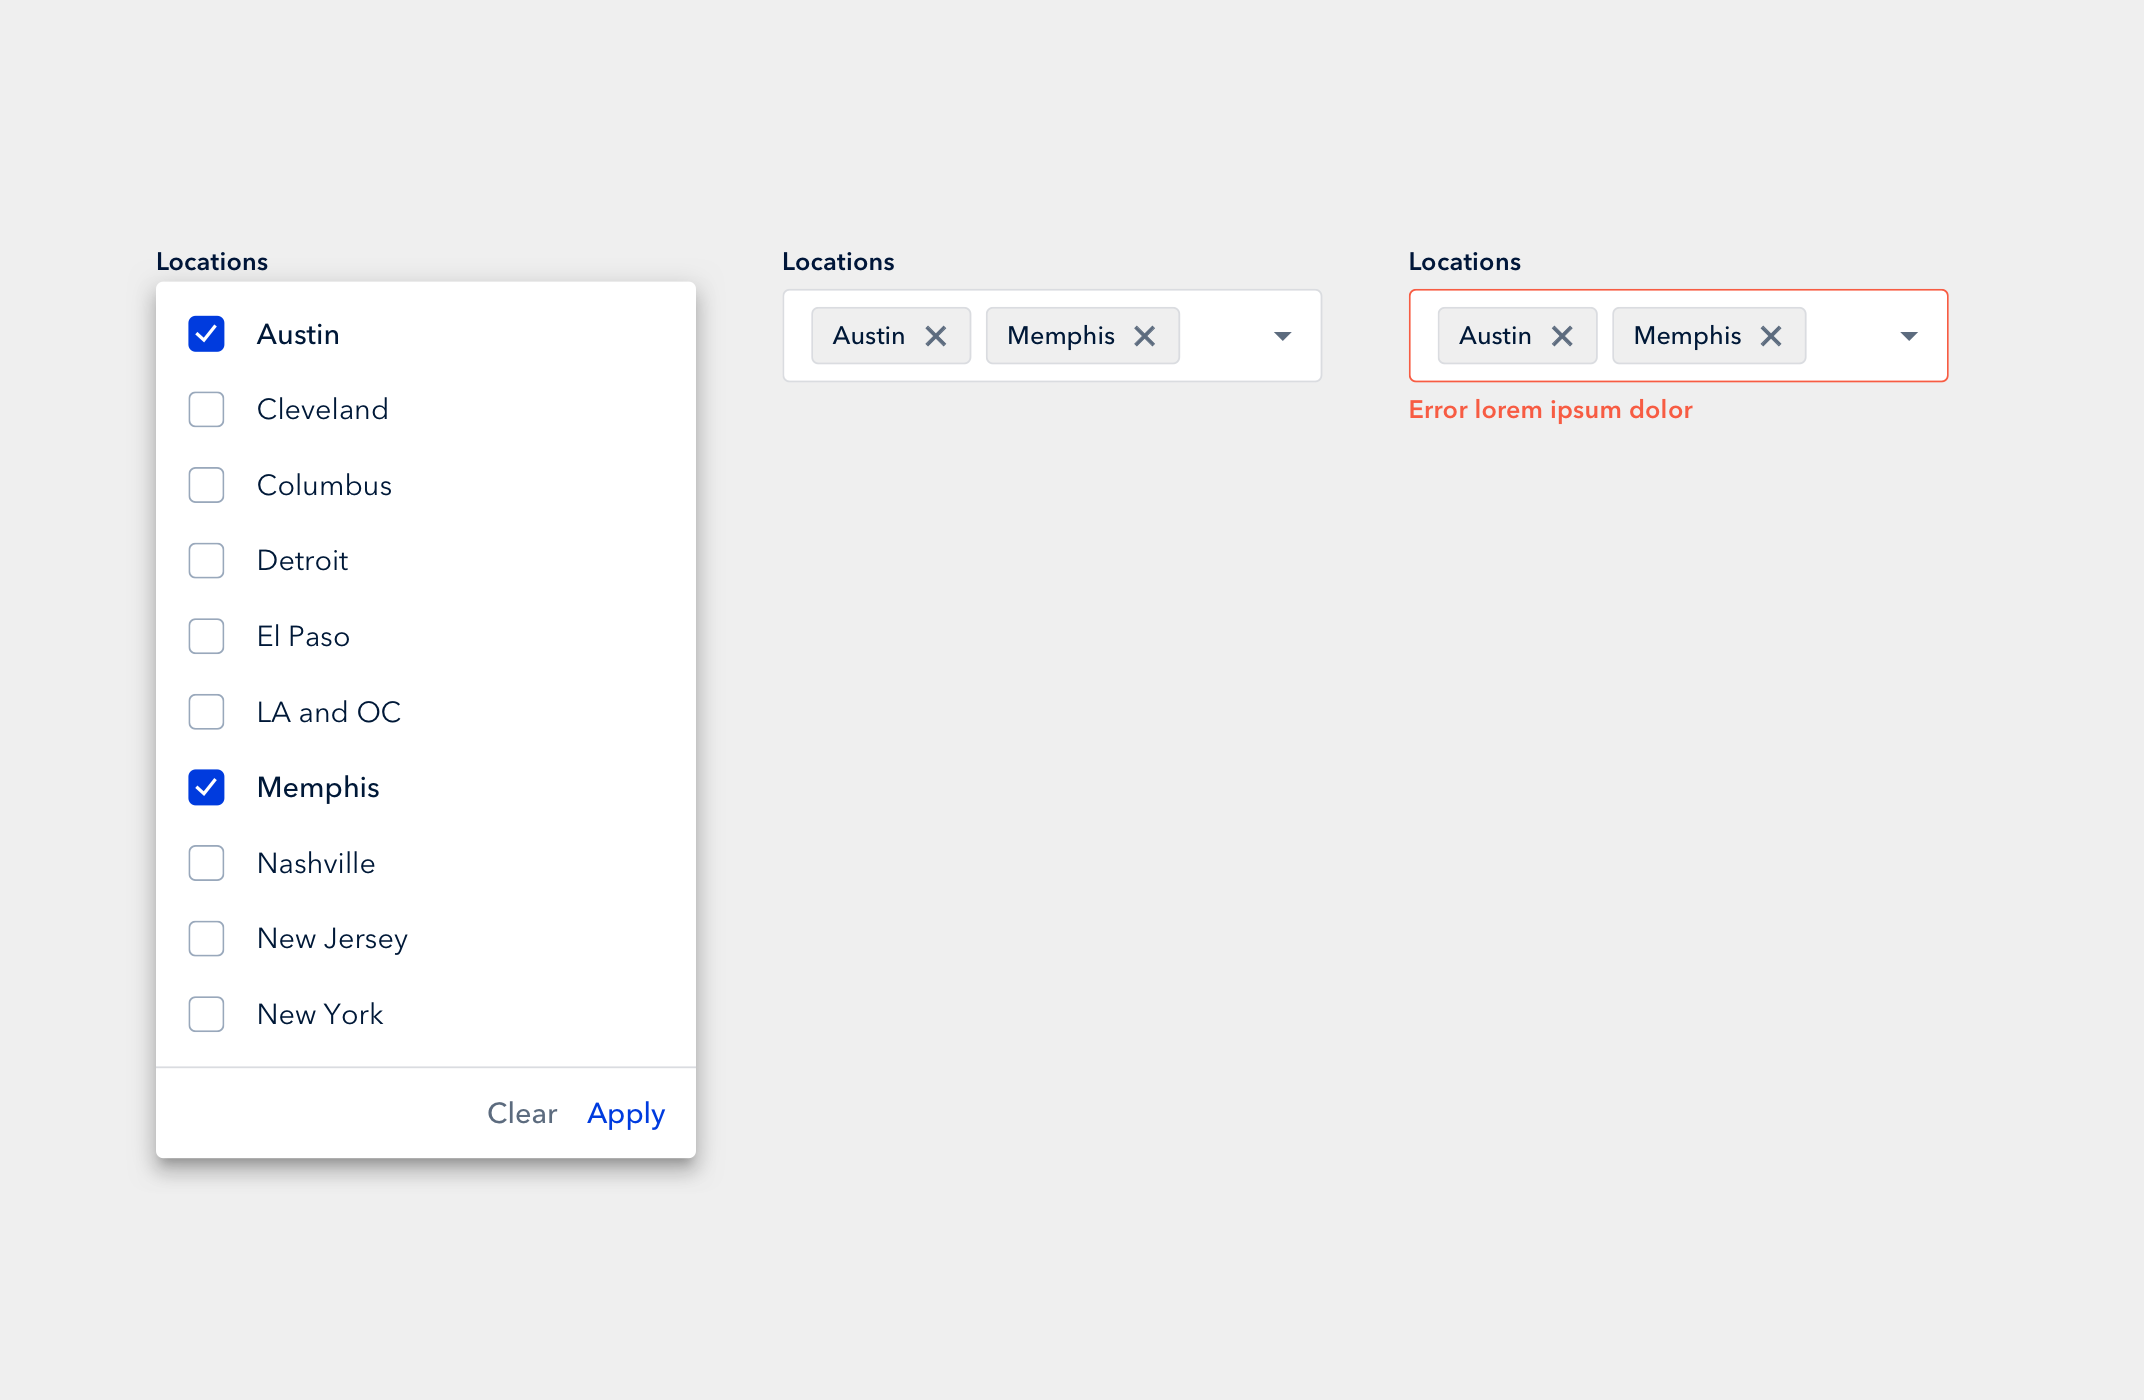 Locations
Austin
Cleveland
Columbus
Detroit
El Paso
LA and OC
Memphis
Nashville
New Jersey
New York
Clear Apply
Locations
Austin Memphis
Locations
Austin Memphis
Error lorem ipsum dolor